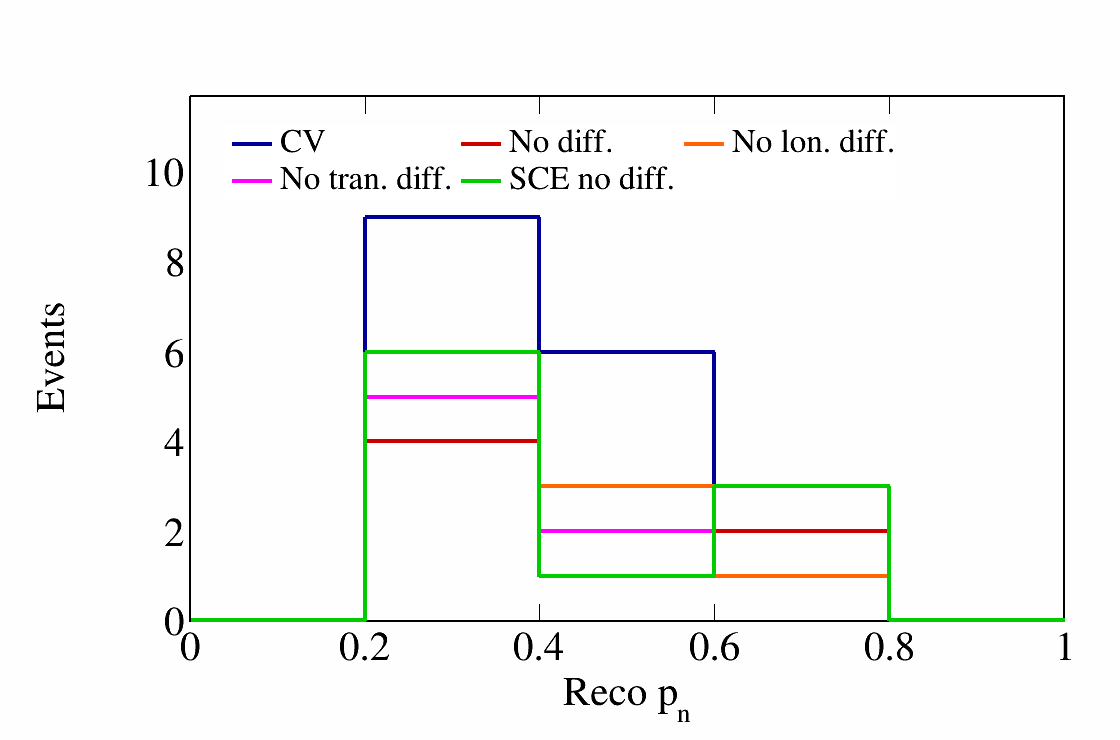 CV No diff. No lon. diff.
No tran. diff. SCE no diff.
10
8
6
4
2
0
Events
0 0.2 0.4 0.6 0.8 1
Reco p_n